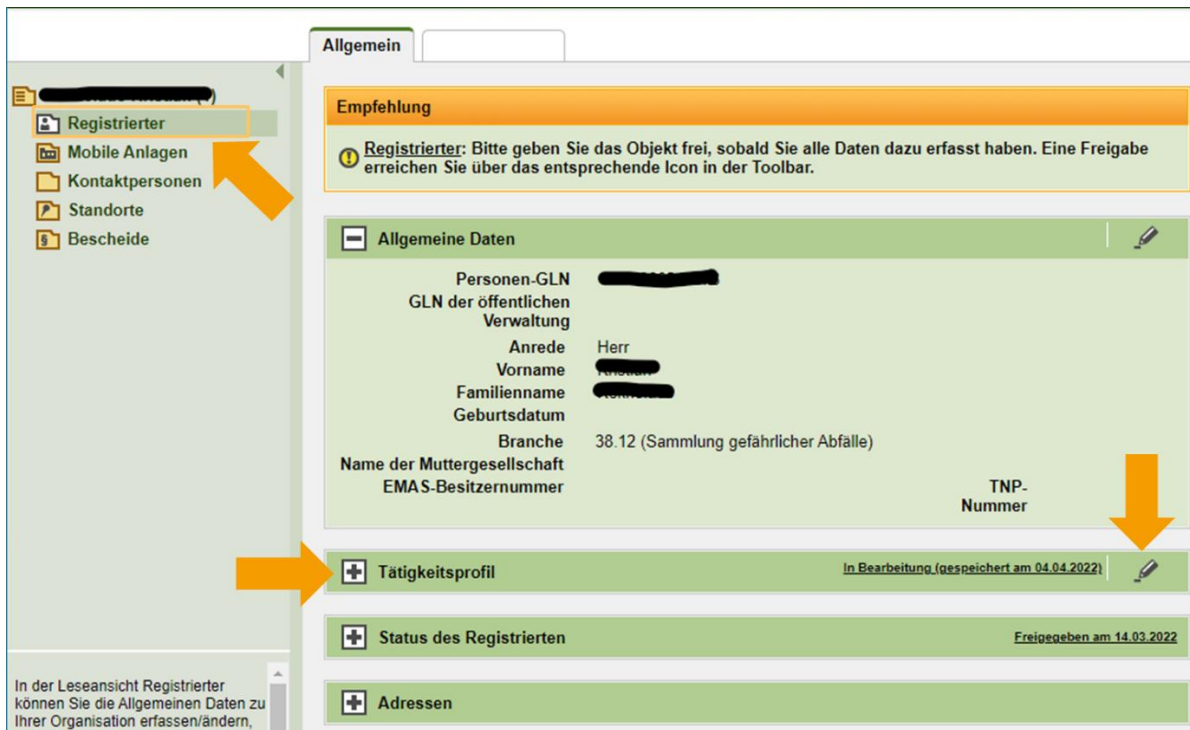 Allgemein
Registrierter
Mobile Anlagen
Kontaktpersonen
Standorte
Bescheide
In der Leseansicht Registrierter
können Sie die Allgemeinen Daten zu
Ihrer Organisation erfassen/ändern,
Empfehlung
Registrierter: Bitte geben Sie das Objekt frei, sobald Sie alle Daten dazu erfasst haben. Eine Freigabe
erreichen Sie über das entsprechende Icon in der Toolbar.
Allgemeine Daten
Personen-GLN
GLN der öffentlichen
Verwaltung
Anrede Herr
Vorname
Familienname
Geburtsdatum
Branche 38.12 (Sammlung gefährlicher Abfälle)
Name der Muttergesellschaft
EMAS-Besitzernummer TNP-
Nummer
Tätigkeitsprofil In Bearbeitung (gespeichert am 04.04.2022)
Status des Registrierten Freigegeben am 14.03.2022
Adressen